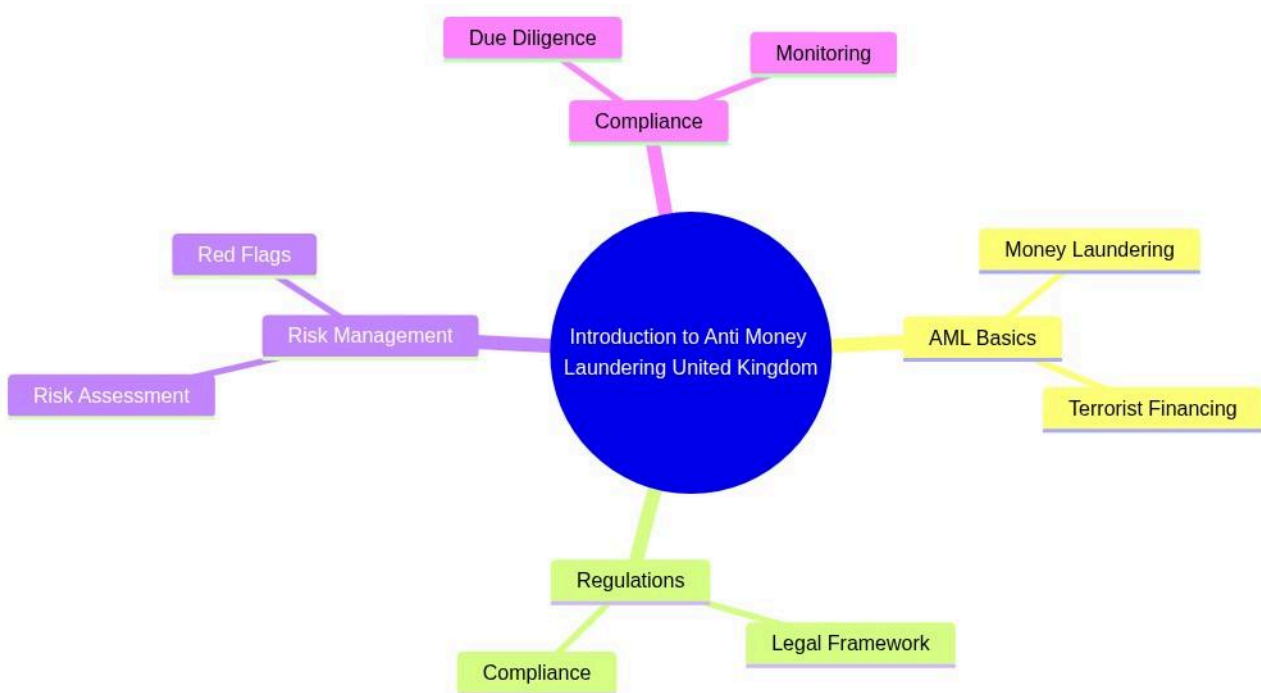 Due Diligence
Monitoring
Compliance
Red Flags
Money Laundering
Risk Management
Introduction to Anti Money
Laundering United Kingdom
AML Basics
Risk Assessment
Terrorist Financing
Regulations
Legal Framework
Compliance